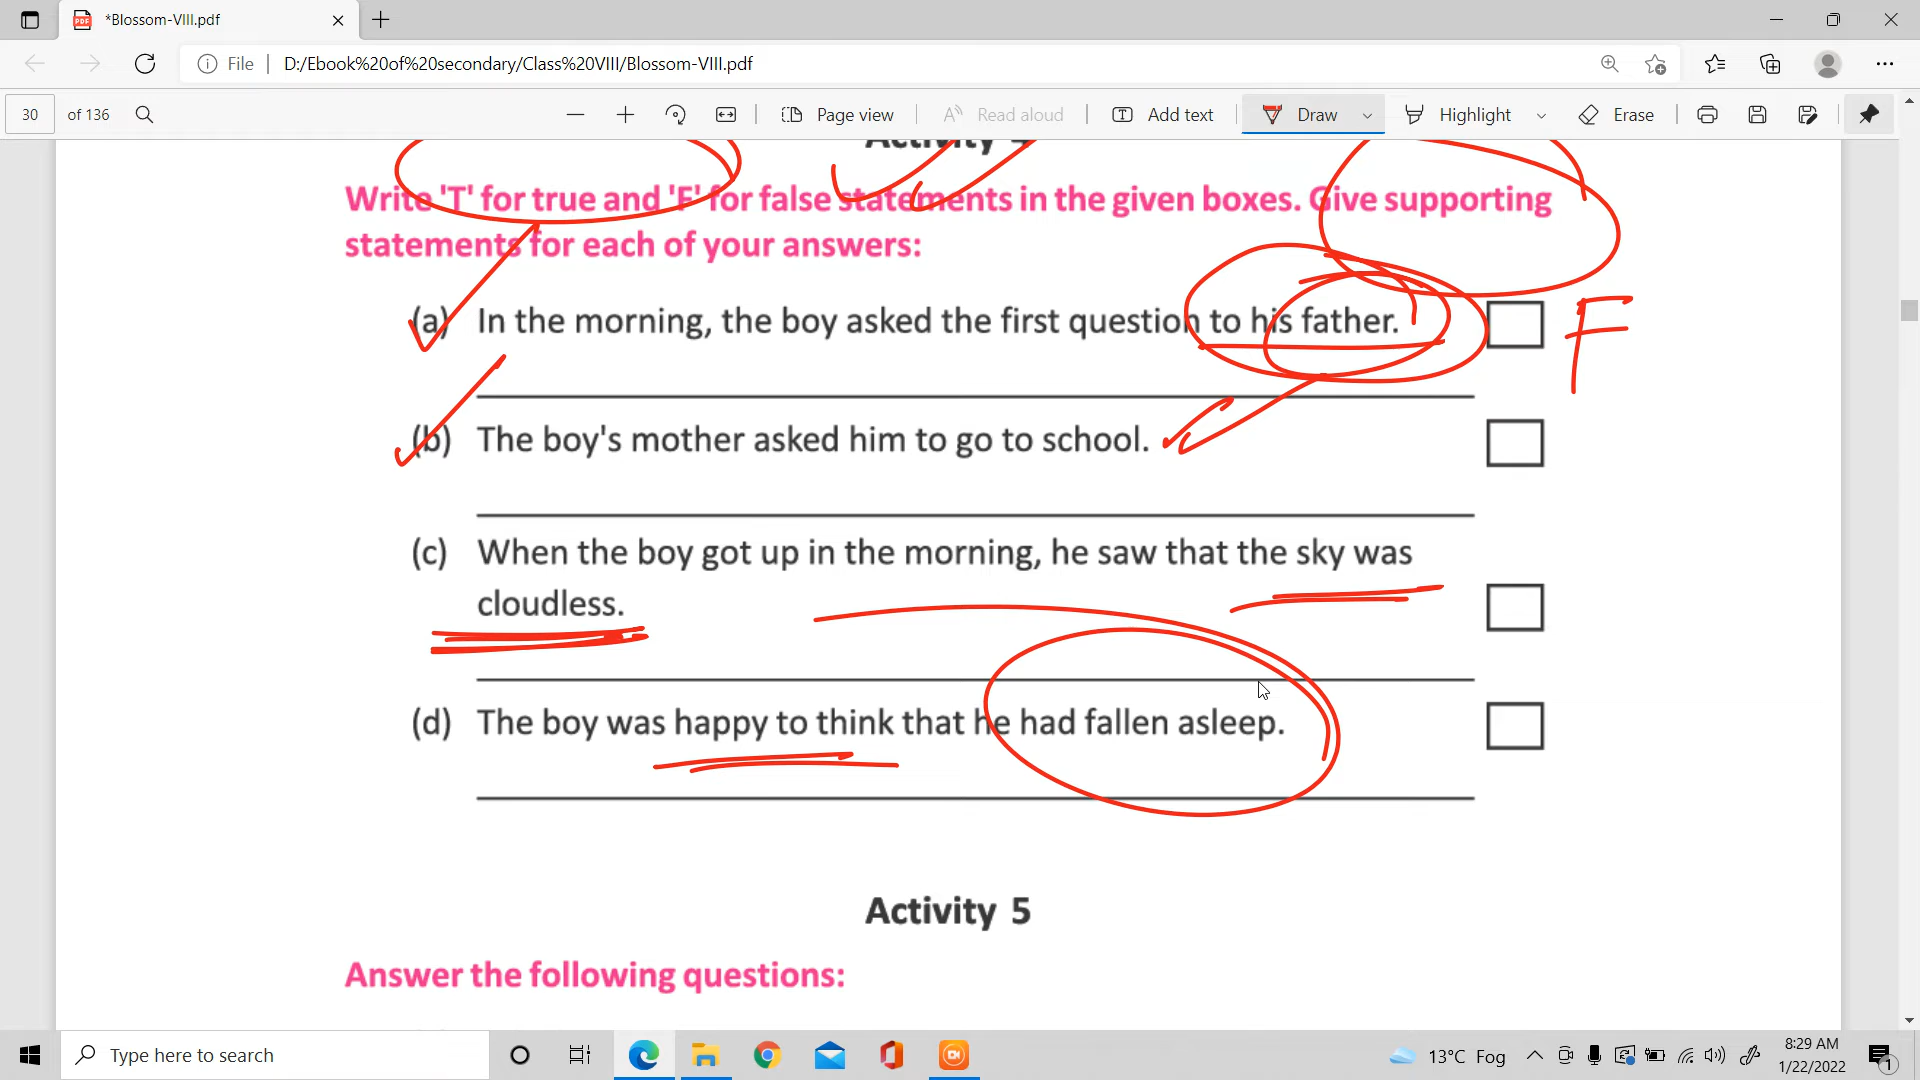 *Blossom-VIII.pdf
File
D:/Ebook%20of%20secondary/Class%20VIII/Blossom-VIII.pdf
30 of 136
Page view
Read aloud
Add text
Draw
Highlight
Erase
Activity 4
Write 'T' for true and 'F' for false statements in the given boxes. Give supporting
statements for each of your answers:
(a) In the morning, the boy asked the first question to his father.
F
(b) The boy's mother asked him to go to school.
(c) When the boy got up in the morning, he saw that the sky was
cloudless.
(d) The boy was happy to think that he had fallen asleep.
Activity 5
Answer the following questions:
Type here to search
13°C Fog
8:29 AM
1/22/2022
1